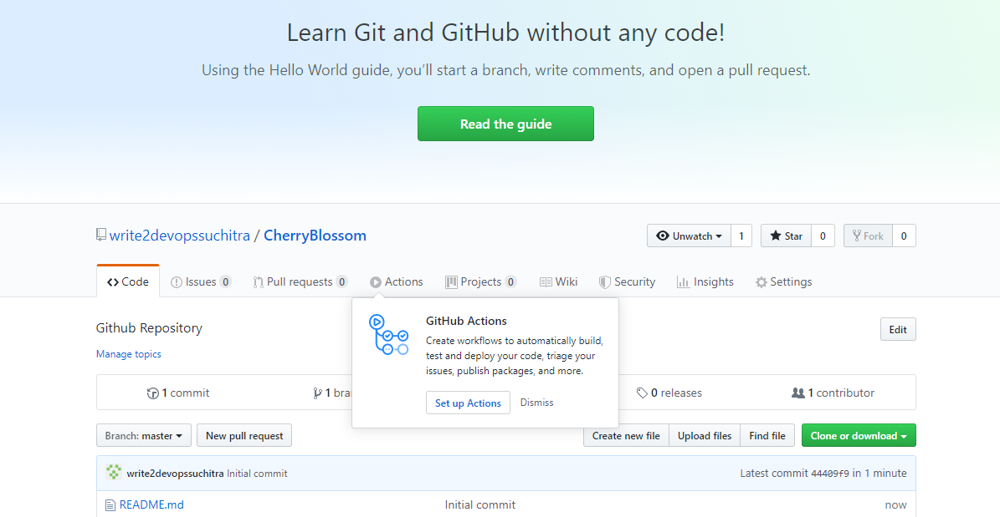 Learn Git and GitHub without any code!
Using the Hello World guide, you’ll start a branch, write comments, and open a pull request.
Read the guide
write2devopssuchitra / CherryBlossom
Unwatch 1 Star 0 Fork 0
Code Issues 0 Pull requests 0 Actions Projects 0 Wiki Security Insights Settings
Github Repository
Edit
Manage topics
GitHub Actions
Create workflows to automatically build,
test and deploy your code, triage your
issues, publish packages, and more.
Set up Actions Dismiss
1 commit 1 bra 0 releases 1 contributor
Branch: master New pull request Create new file Upload files Find file Clone or download
write2devopssuchitra Initial commit Latest commit 44409f9 in 1 minute
README.md Initial commit now